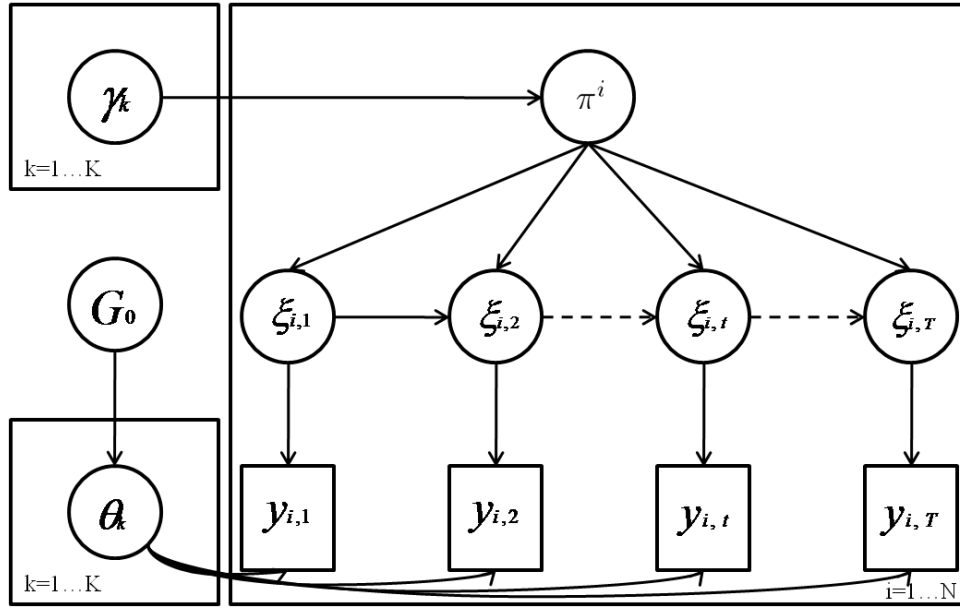 γk
πⁱ
k=1...K
G0
ξi,1
ξi,2
ξi,t
ξi,T
θk
yi,1
yi,2
yi,t
yi,T
k=1...K
i=1...N